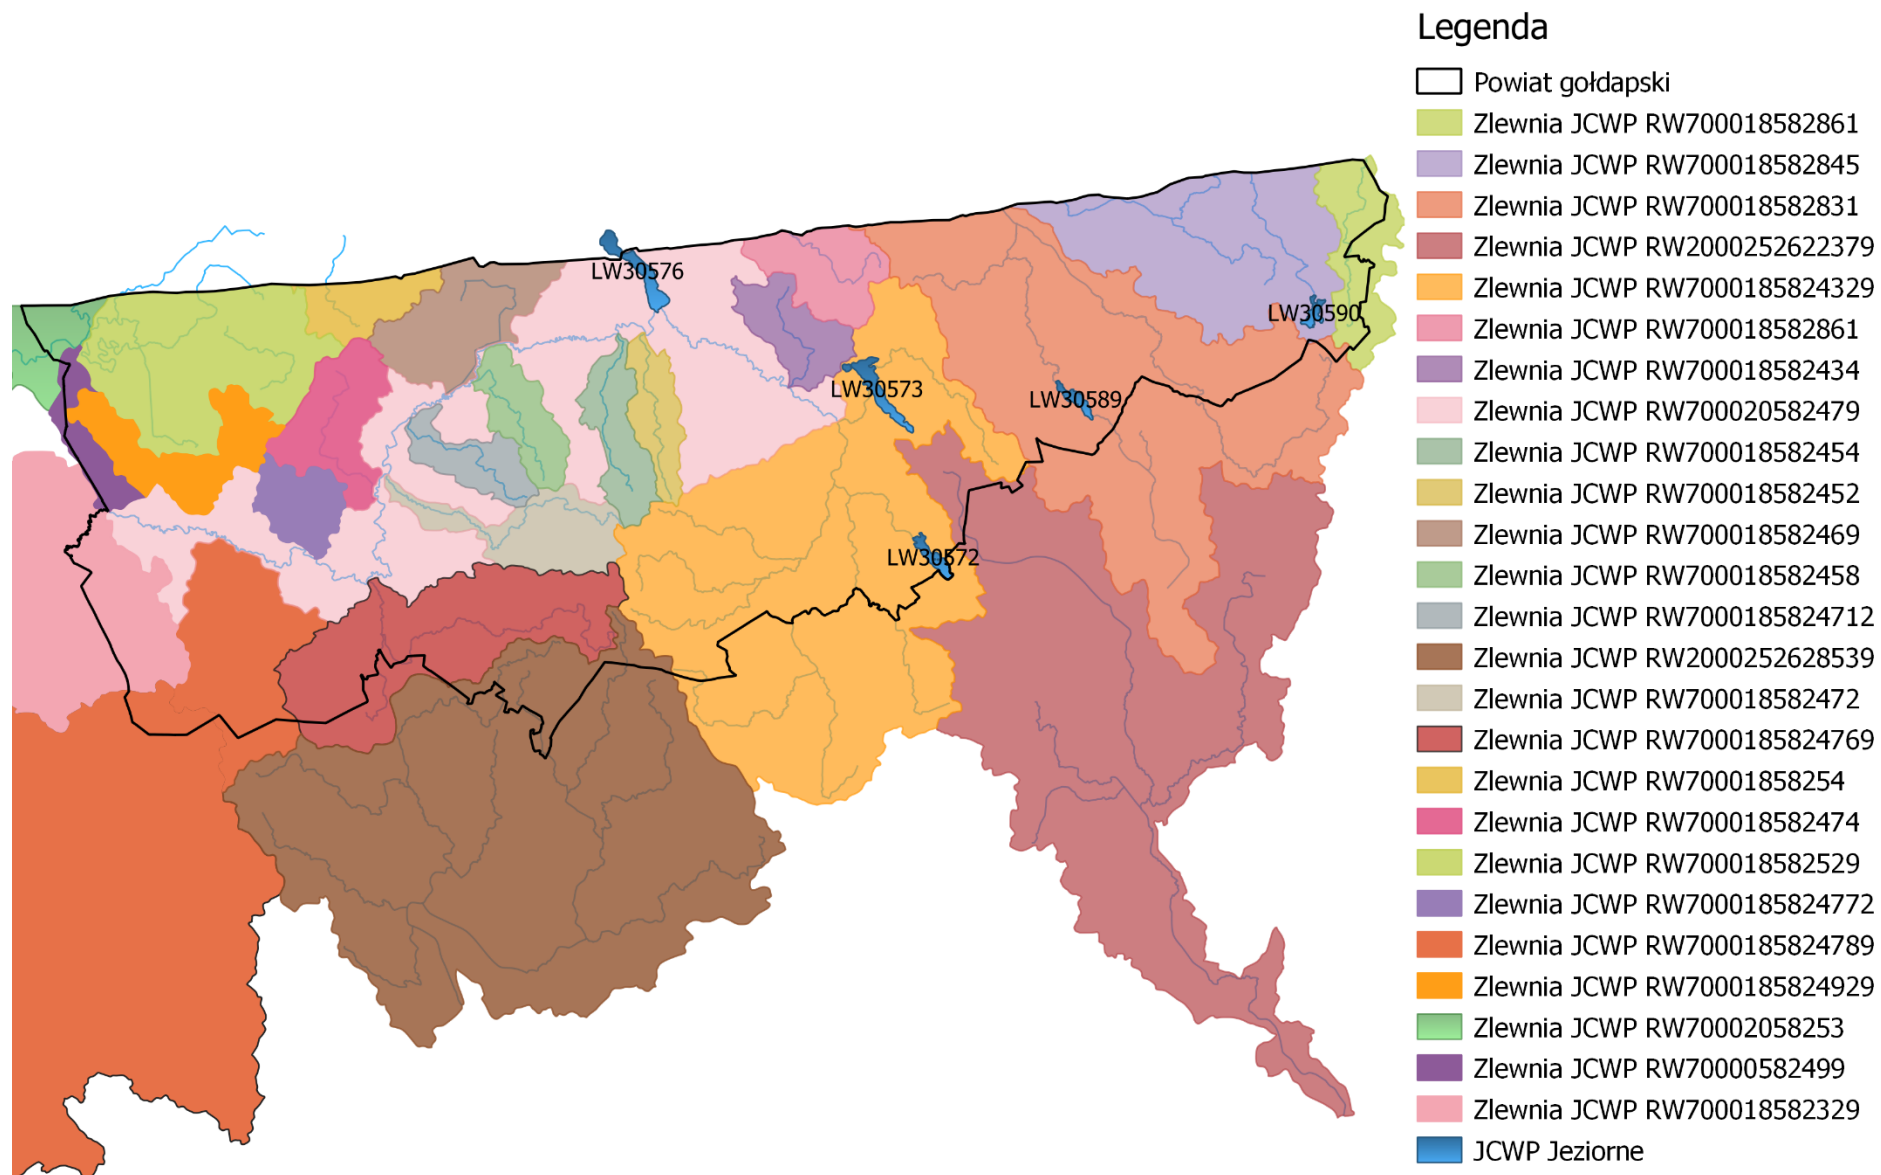 Legenda
Powiat gołdapski
Zlewnia JCWP RW700018582861
Zlewnia JCWP RW700018582845
Zlewnia JCWP RW700018582831
Zlewnia JCWP RW2000252622379
Zlewnia JCWP RW7000185824329
Zlewnia JCWP RW700018582861
Zlewnia JCWP RW700018582434
Zlewnia JCWP RW700020582479
Zlewnia JCWP RW700018582454
Zlewnia JCWP RW700018582452
Zlewnia JCWP RW700018582469
Zlewnia JCWP RW700018582458
Zlewnia JCWP RW7000185824712
Zlewnia JCWP RW2000252628539
Zlewnia JCWP RW700018582472
Zlewnia JCWP RW7000185824769
Zlewnia JCWP RW70001858254
Zlewnia JCWP RW700018582474
Zlewnia JCWP RW700018582529
Zlewnia JCWP RW7000185824772
Zlewnia JCWP RW7000185824789
Zlewnia JCWP RW7000185824929
Zlewnia JCWP RW70002058253
Zlewnia JCWP RW70000582499
Zlewnia JCWP RW700018582329
JCWP Jeziorne
LW30576
LW30590
LW30573
LW30589
LW30572